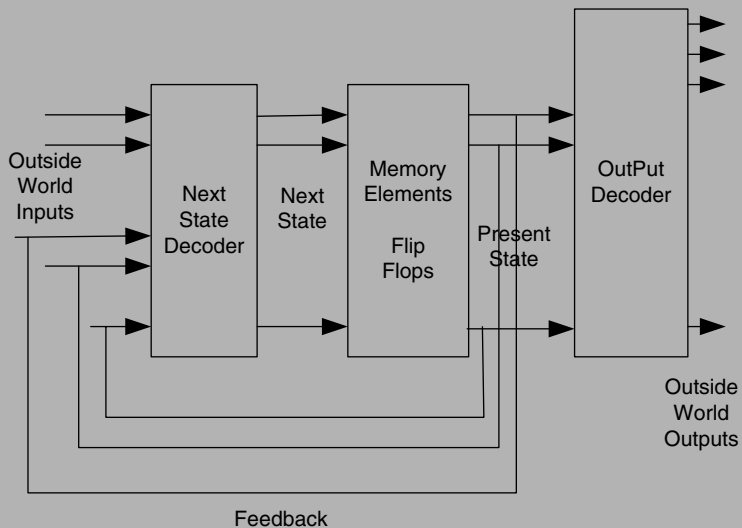 Outside
World
Inputs
Next
State
Decoder
Next
State
Memory
Elements
Flip
Flops
Present
State
OutPut
Decoder
Outside
World
Outputs
Feedback